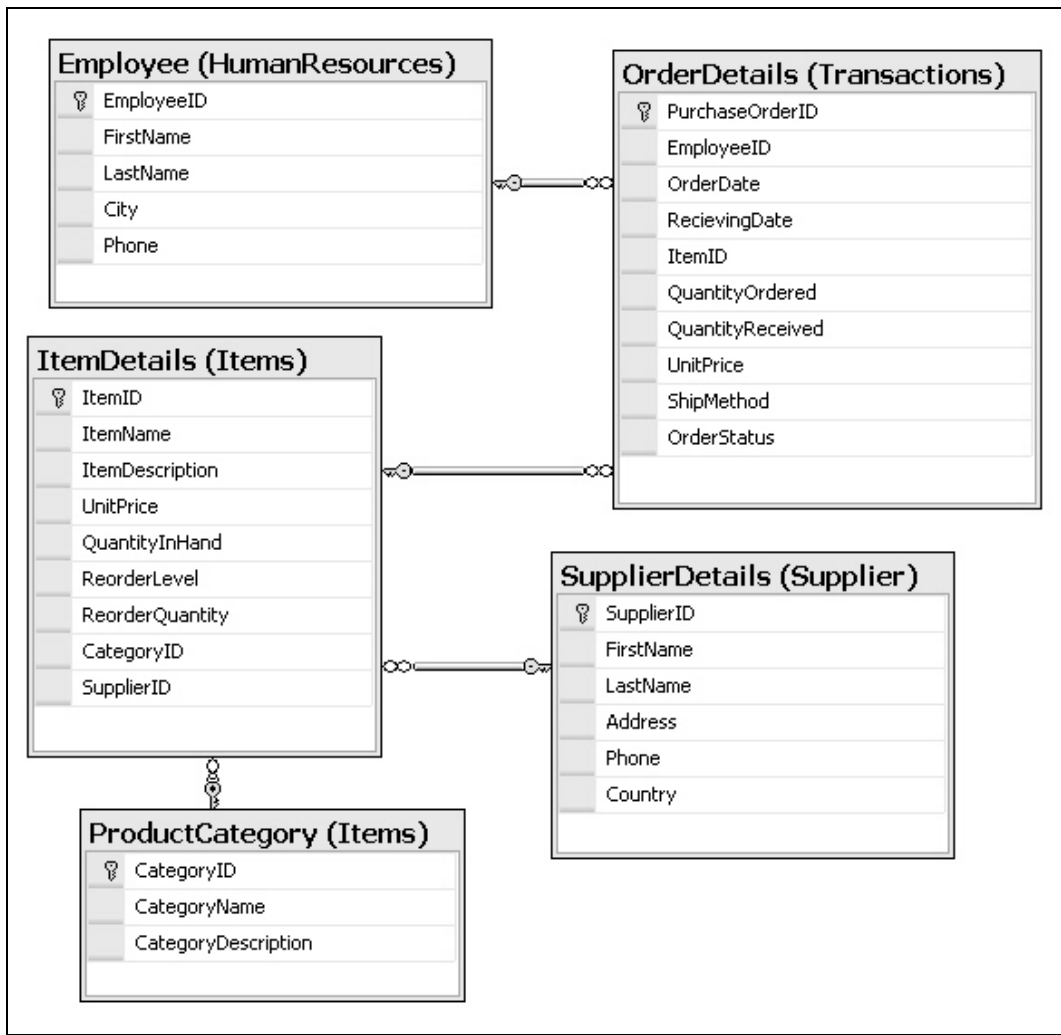 Employee (HumanResources)
EmployeeID
FirstName
LastName
City
Phone
OrderDetails (Transactions)
PurchaseOrderID
EmployeeID
OrderDate
RecievingDate
ItemID
QuantityOrdered
QuantityReceived
UnitPrice
ShipMethod
OrderStatus
ItemDetails (Items)
ItemID
ItemName
ItemDescription
UnitPrice
QuantityInHand
ReorderLevel
ReorderQuantity
CategoryID
SupplierID
SupplierDetails (Supplier)
SupplierID
FirstName
LastName
Address
Phone
Country
ProductCategory (Items)
CategoryID
CategoryName
CategoryDescription